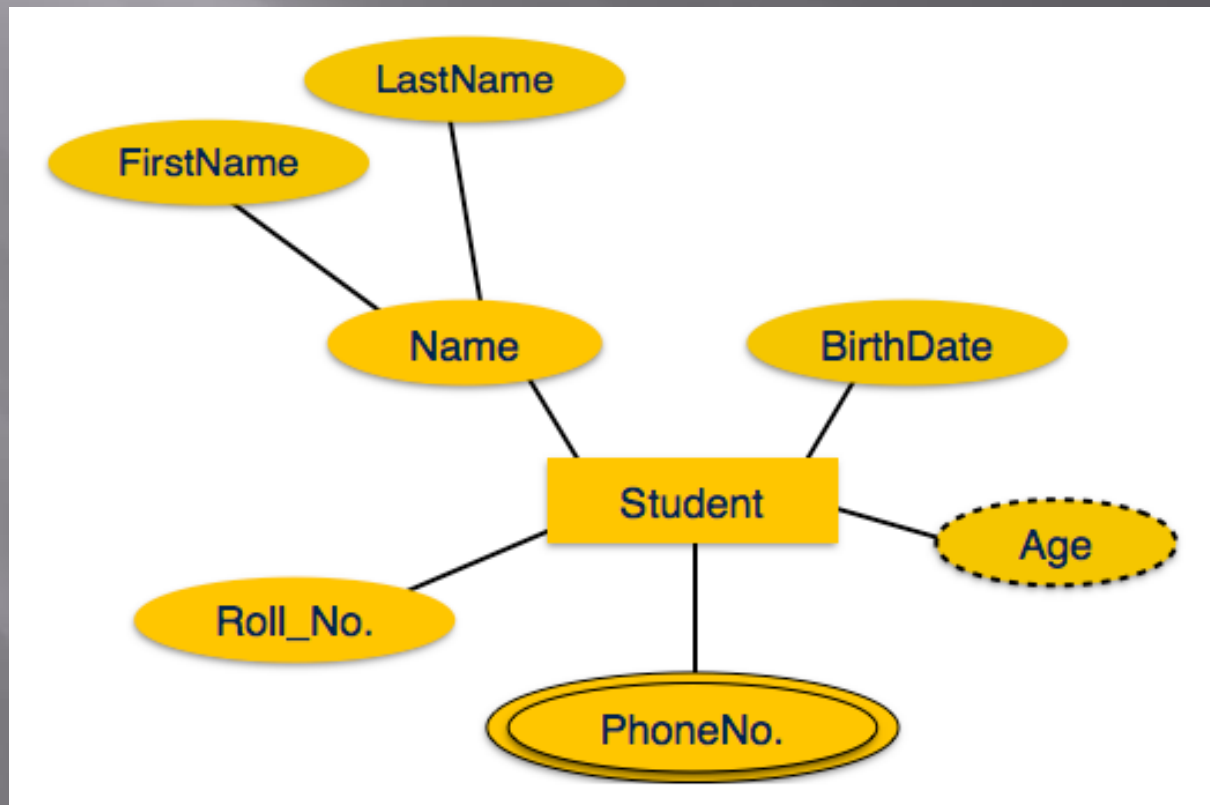 LastName
FirstName
Name
BirthDate
Student
Age
Roll_No.
PhoneNo.